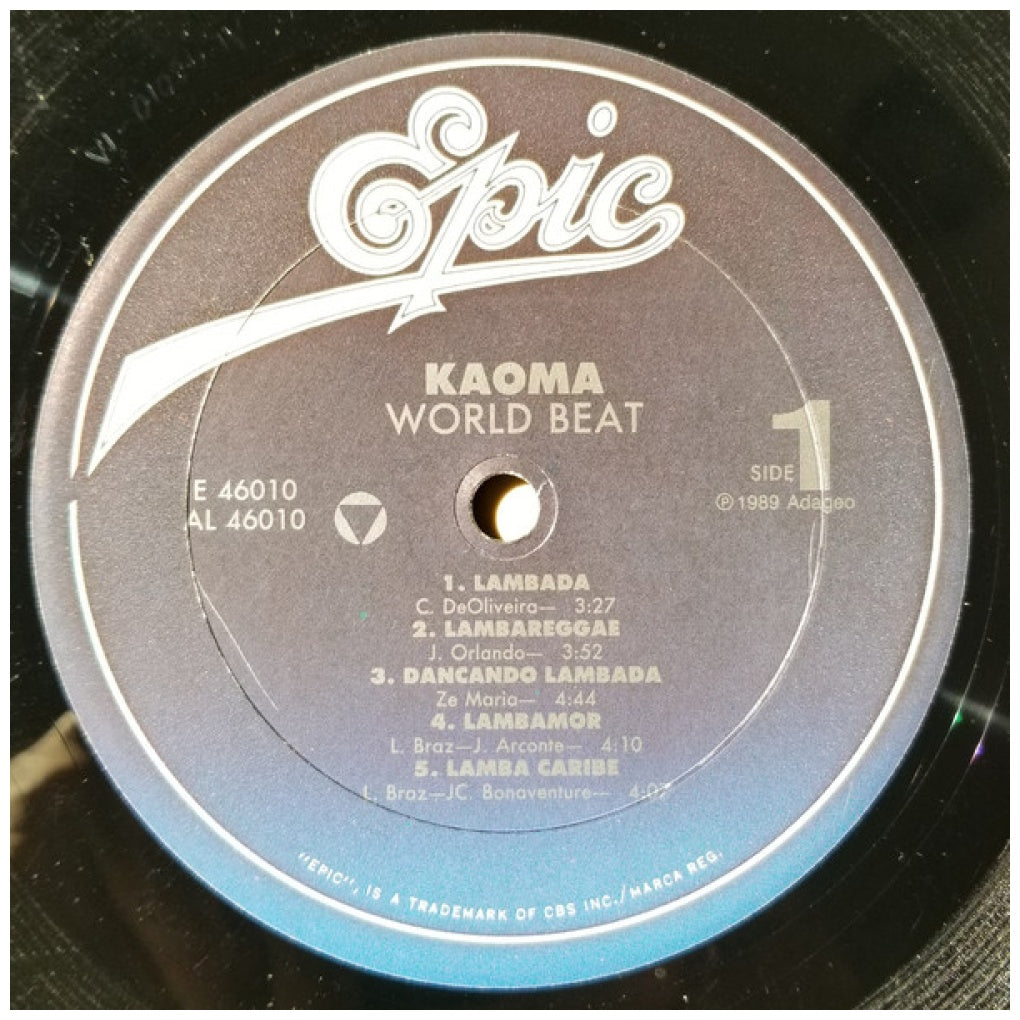 Epic
KAOMA
WORLD BEAT
E 46010
AL 46010
SIDE 1
℗ 1989 Adageo
1. LAMBADA
C. DeOliveira— 3:27
2. LAMBAREGGAE
J. Orlando— 3:52
3. DANCANDO LAMBADA
Ze Maria— 4:44
4. LAMBAMOR
L. Braz—J. Arconte— 4:10
5. LAMBA CARIBE
L. Braz—JC. Bonaventure— 4:07
"EPIC", IS A TRADEMARK OF CBS INC./MARCA REG.